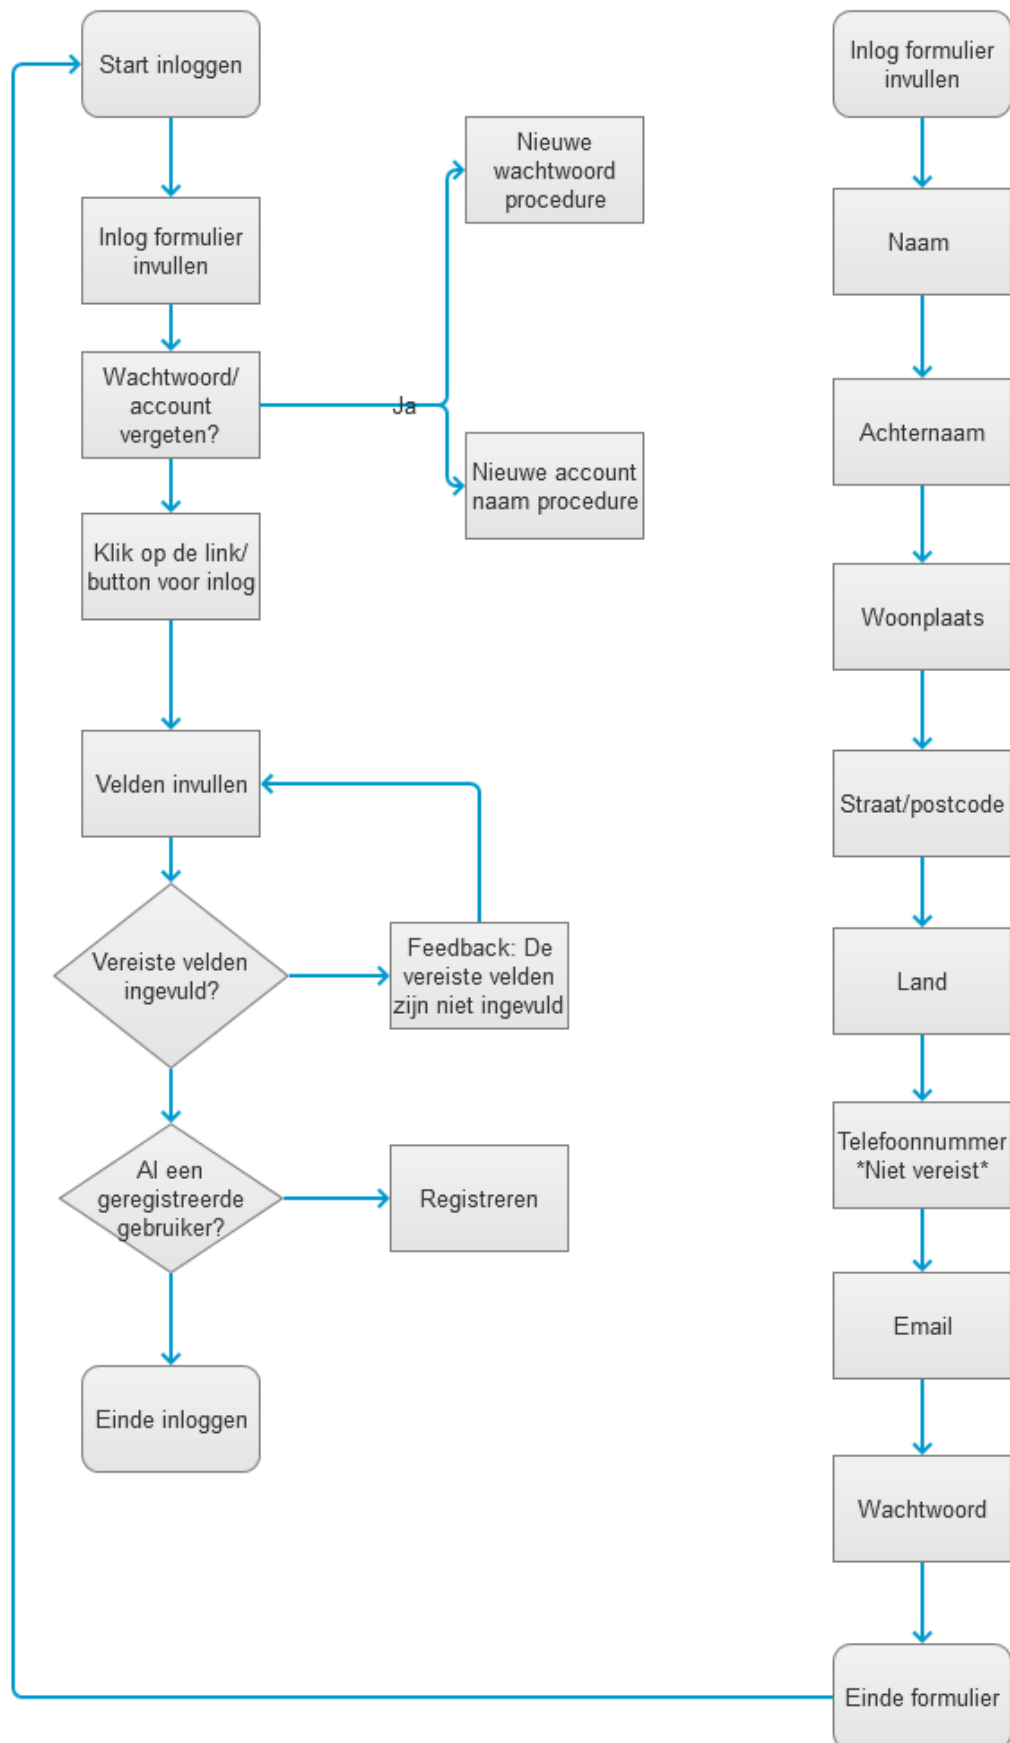 Start inloggen
Inlog formulier
invullen
Wachtwoord/
account
vergeten?
Ja
Nieuwe
wachtwoord
procedure
Nieuwe account
naam procedure
Klik op de link/
button voor inlog
Velden invullen
Vereiste velden
ingevuld?
Feedback: De
vereiste velden
zijn niet ingevuld
Al een
geregistreerde
gebruiker?
Registreren
Einde inloggen
Inlog formulier
invullen
Naam
Achternaam
Woonplaats
Straat/postcode
Land
Telefoonnummer
*Niet vereist*
Email
Wachtwoord
Einde formulier